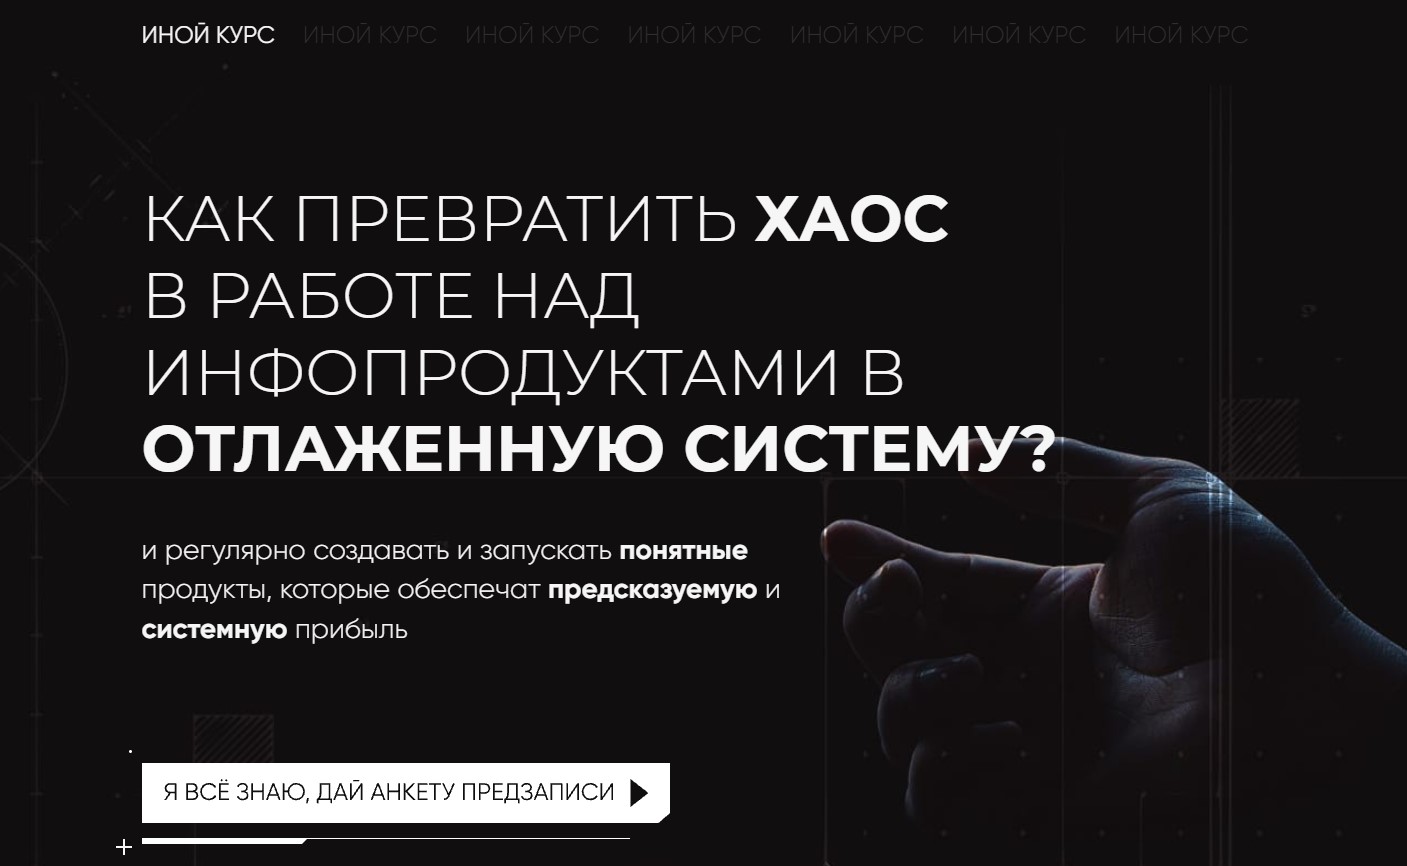 ИНОЙ КУРС ИНОЙ КУРС ИНОЙ КУРС ИНОЙ КУРС ИНОЙ КУРС ИНОЙ КУРС ИНОЙ КУРС
КАК ПРЕВРАТИТЬ ХАОС
В РАБОТЕ НАД
ИНФОПРОДУКТАМИ В
ОТЛАЖЕННУЮ СИСТЕМУ?
и регулярно создавать и запускать понятные
продукты, которые обеспечат предсказуемую и
системную прибыль
Я ВСЁ ЗНАЮ, ДАЙ АНКЕТУ ПРЕДЗАПИСИ